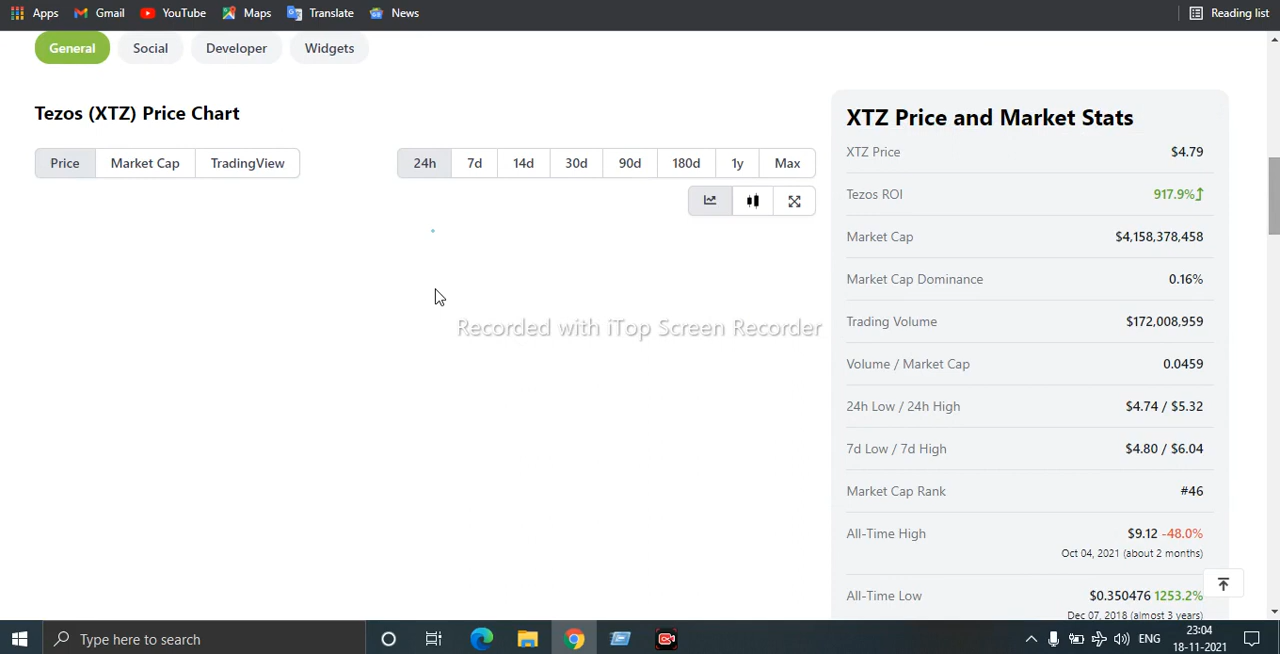 Apps Gmail YouTube Maps Translate News Reading list
General Social Developer Widgets
Tezos (XTZ) Price Chart
Price Market Cap TradingView 24h 7d 14d 30d 90d 180d 1y Max
Recorded with iTop Screen Recorder
XTZ Price and Market Stats
XTZ Price $4.79
Tezos ROI 917.9%
Market Cap $4,158,378,458
Market Cap Dominance 0.16%
Trading Volume $172,008,959
Volume / Market Cap 0.0459
24h Low / 24h High $4.74 / $5.32
7d Low / 7d High $4.80 / $6.04
Market Cap Rank #46
All-Time High $9.12 -48.0%
Oct 04, 2021 (about 2 months)
All-Time Low $0.350476 1253.2%
Dec 07, 2018 (almost 3 years)
Type here to search ENG 23:04
18-11-2021